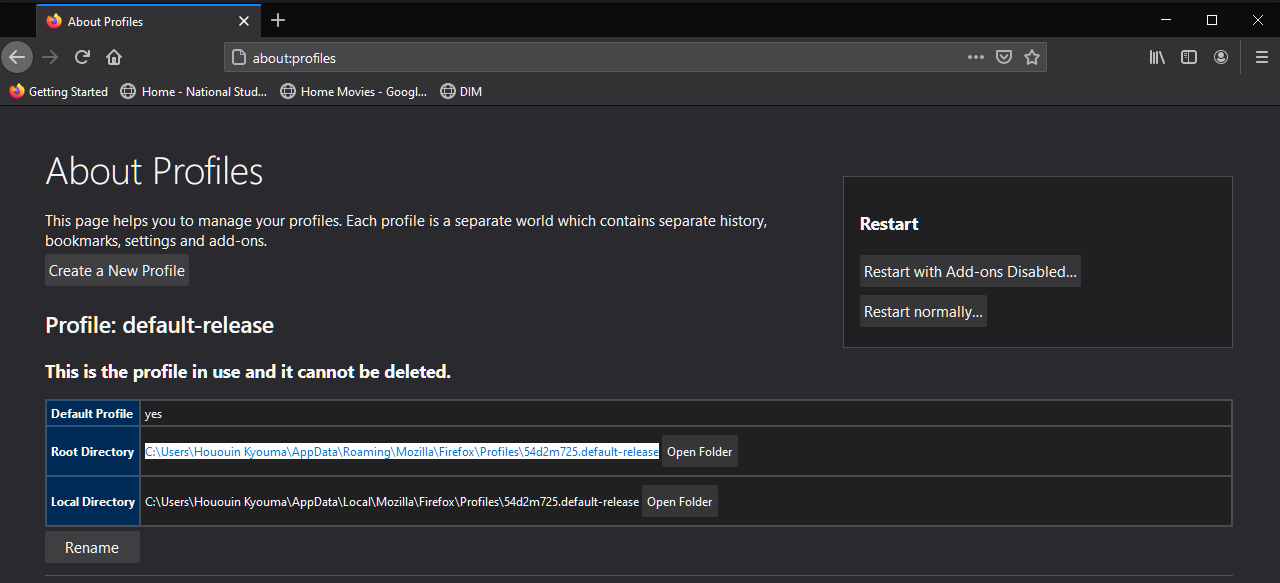 About Profiles
about:profiles
Getting Started
Home - National Stud...
Home Movies - Googl...
DIM
About Profiles
This page helps you to manage your profiles. Each profile is a separate world which contains separate history,
bookmarks, settings and add-ons.
Create a New Profile
Restart
Restart with Add-ons Disabled...
Restart normally...
Profile: default-release
This is the profile in use and it cannot be deleted.
Default Profile yes
Root Directory C:\Users\Hououin Kyouma\AppData\Roaming\Mozilla\Firefox\Profiles\54d2m725.default-release Open Folder
Local Directory C:\Users\Hououin Kyouma\AppData\Local\Mozilla\Firefox\Profiles\54d2m725.default-release Open Folder
Rename